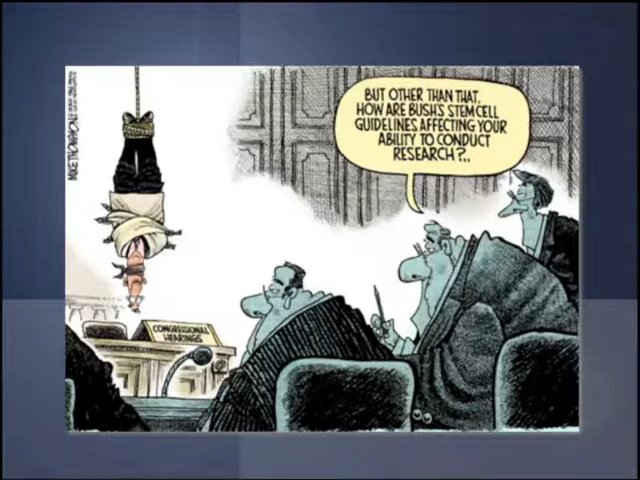 BUT OTHER THAN THAT,
HOW ARE BUSH'S STEM CELL
GUIDELINES AFFECTING YOUR
ABILITY TO CONDUCT
RESEARCH?..
MIKE THOMPSON
CONGRESSIONAL
HEARINGS